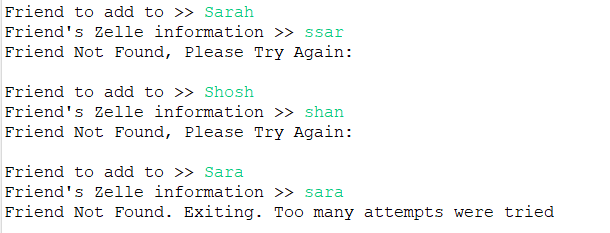 Friend to add to >> Sarah
Friend's Zelle information >> ssar
Friend Not Found, Please Try Again:
Friend to add to >> Shosh
Friend's Zelle information >> shan
Friend Not Found, Please Try Again:
Friend to add to >> Sara
Friend's Zelle information >> sara
Friend Not Found. Exiting. Too many attempts were tried